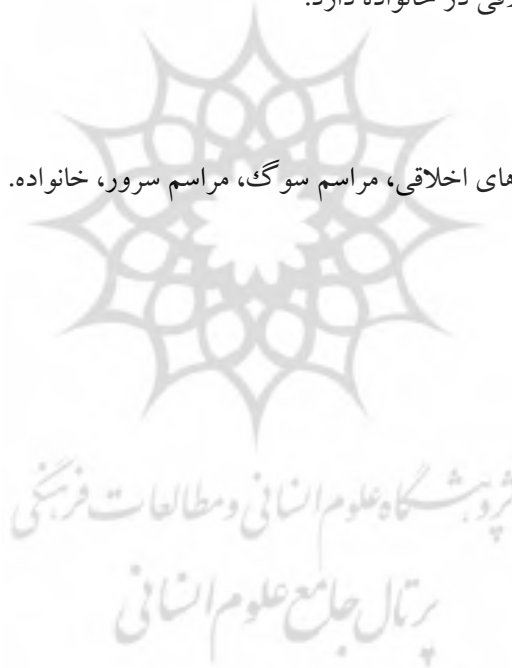 لاقی در خانواده دارد.
های اخلاقی، مراسم سوگ، مراسم سرور، خانواده.
پژوهشگاه علوم انسانی و مطالعات فرهنگی
پرتال جامع علوم انسانی